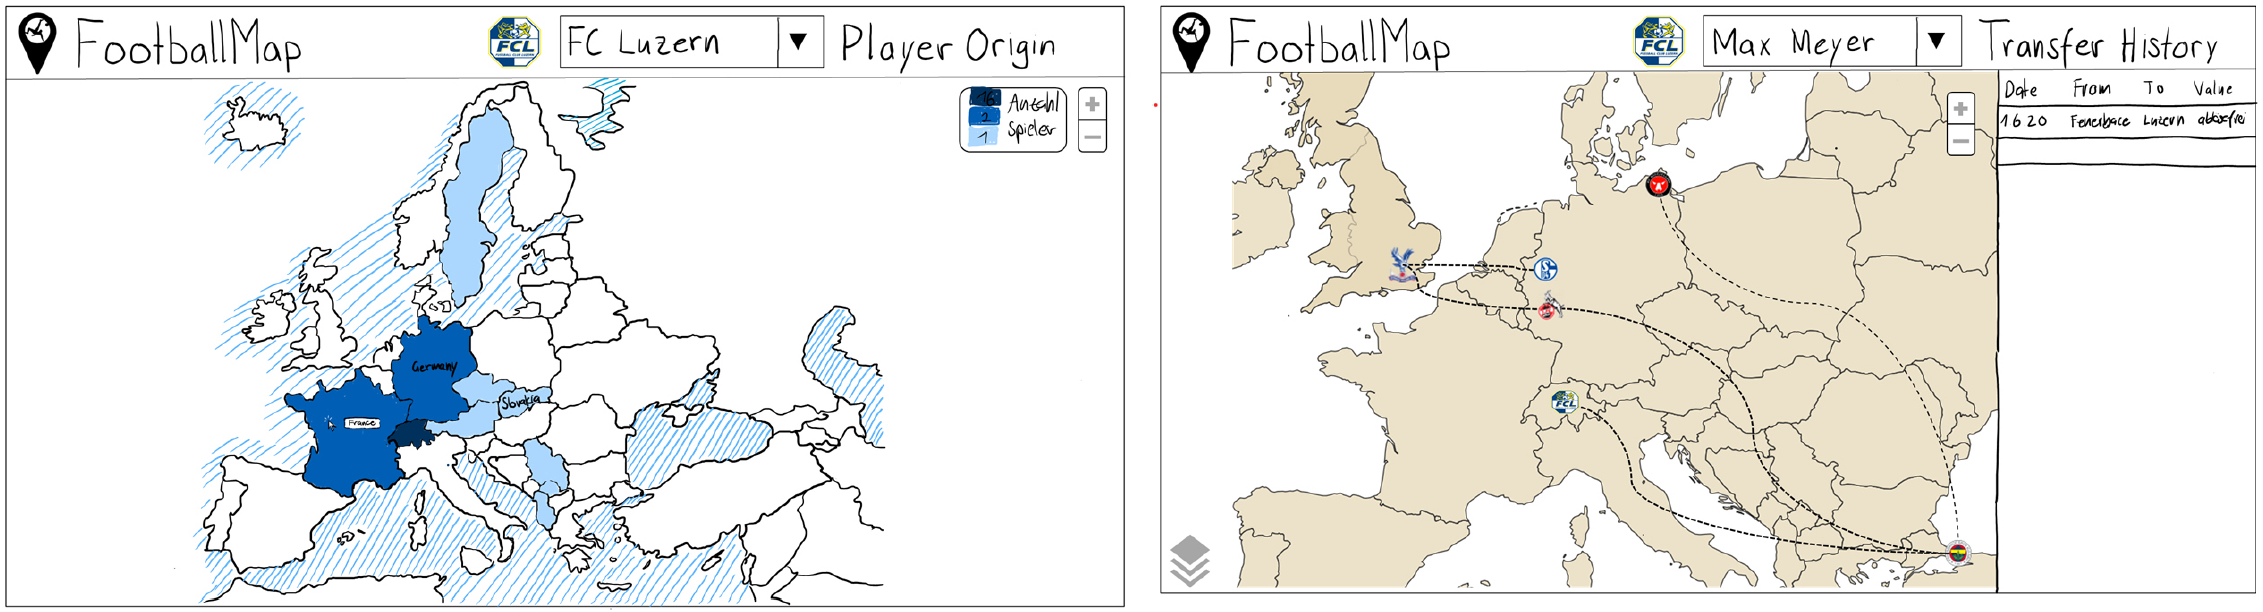 FootballMap
FCL
FC Luzern
▼
Player Origin
16
2
1
Anzahl
Spieler
+
−
Germany
Slovakia
France
FootballMap
FCL
Max Meyer
▼
Transfer History
Date From To Value
16 20 Fenerbace Luzern ablösefrei
+
−
FCL